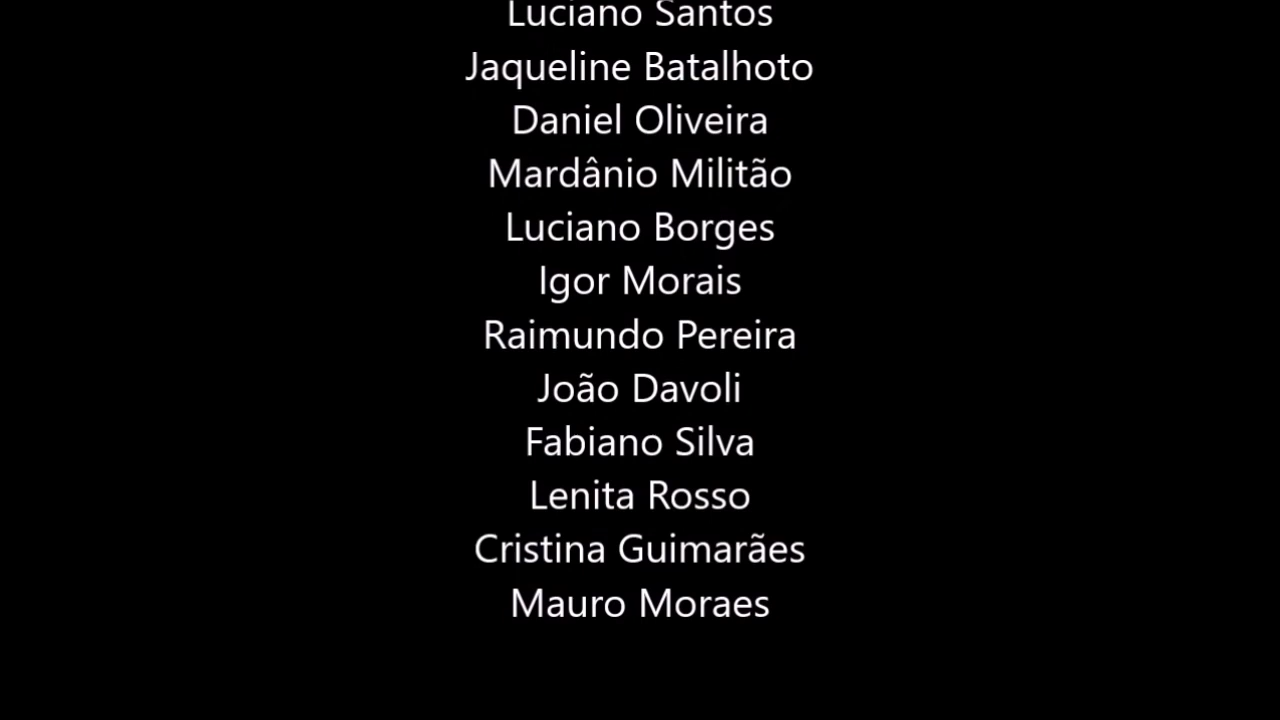 Luciano Santos
Jaqueline Batalhoto
Daniel Oliveira
Mardânio Militão
Luciano Borges
Igor Morais
Raimundo Pereira
João Davoli
Fabiano Silva
Lenita Rosso
Cristina Guimarães
Mauro Moraes